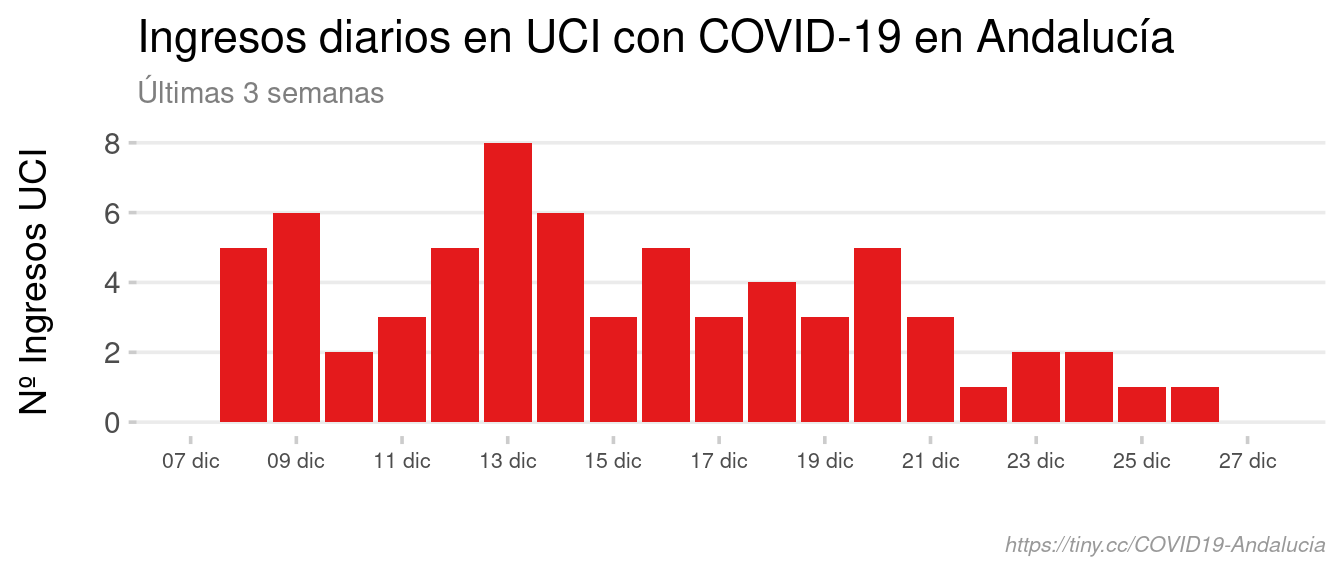 Ingresos diarios en UCI con COVID-19 en Andalucía
Últimas 3 semanas
Nº Ingresos UCI
8
6
4
2
0
07 dic 09 dic 11 dic 13 dic 15 dic 17 dic 19 dic 21 dic 23 dic 25 dic 27 dic
https://tiny.cc/COVID19-Andalucia